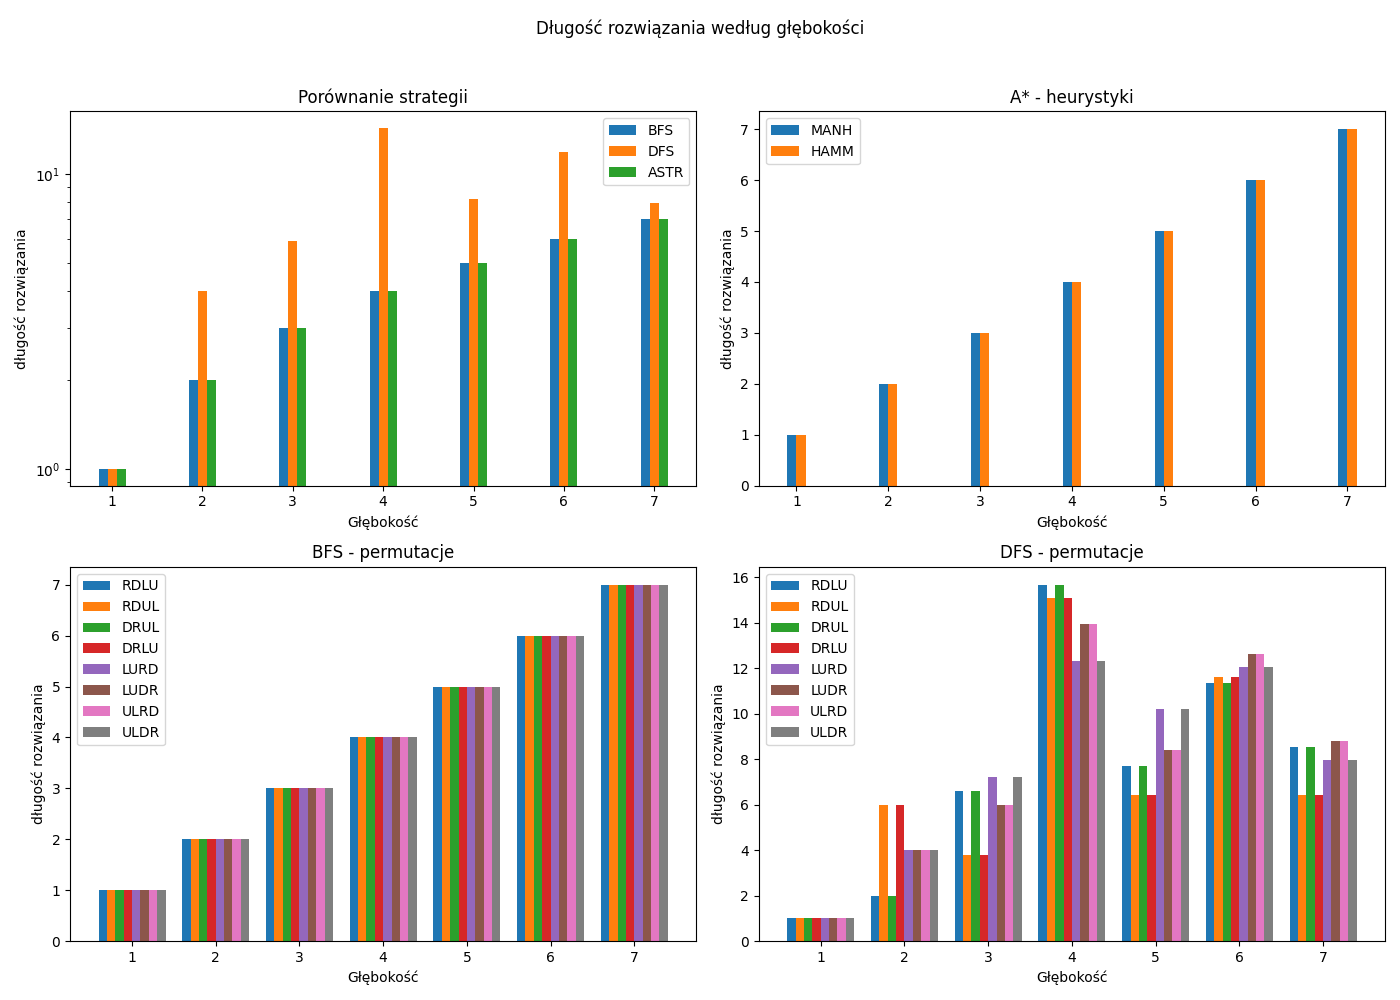 Długość rozwiązania według głębokości
Porównanie strategii
długość rozwiązania
10¹
10⁰
BFS
DFS
ASTR
1 2 3 4 5 6 7
Głębokość
A* - heurystyki
długość rozwiązania
7
6
5
4
3
2
1
0
MANH
HAMM
1 2 3 4 5 6 7
Głębokość
BFS - permutacje
długość rozwiązania
7
6
5
4
3
2
1
0
RDLU
RDUL
DRUL
DRLU
LURD
LUDR
ULRD
ULDR
1 2 3 4 5 6 7
Głębokość
DFS - permutacje
długość rozwiązania
16
14
12
10
8
6
4
2
0
RDLU
RDUL
DRUL
DRLU
LURD
LUDR
ULRD
ULDR
1 2 3 4 5 6 7
Głębokość